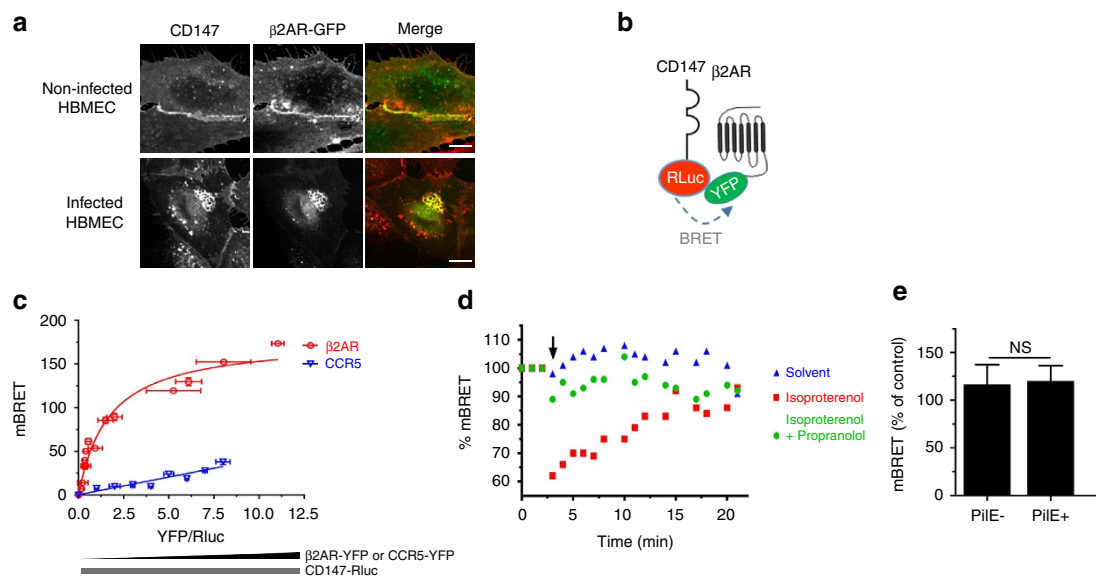 a
CD147
β2AR-GFP
Merge
Non-infected
HBMEC
Infected
HBMEC
b
CD147 β2AR
RLuc
YFP
BRET
c
mBRET
200
150
100
50
0
0.0
2.5
5.0
7.5
10.0
12.5
YFP/Rluc
β2AR
CCR5
β2AR-YFP or CCR5-YFP
CD147-Rluc
d
% mBRET
110
100
90
80
70
60
0
5
10
15
20
Time (min)
Solvent
Isoproterenol
Isoproterenol
+ Propranolol
e
mBRET (% of control)
150
100
50
0
NS
PilE-
PilE+